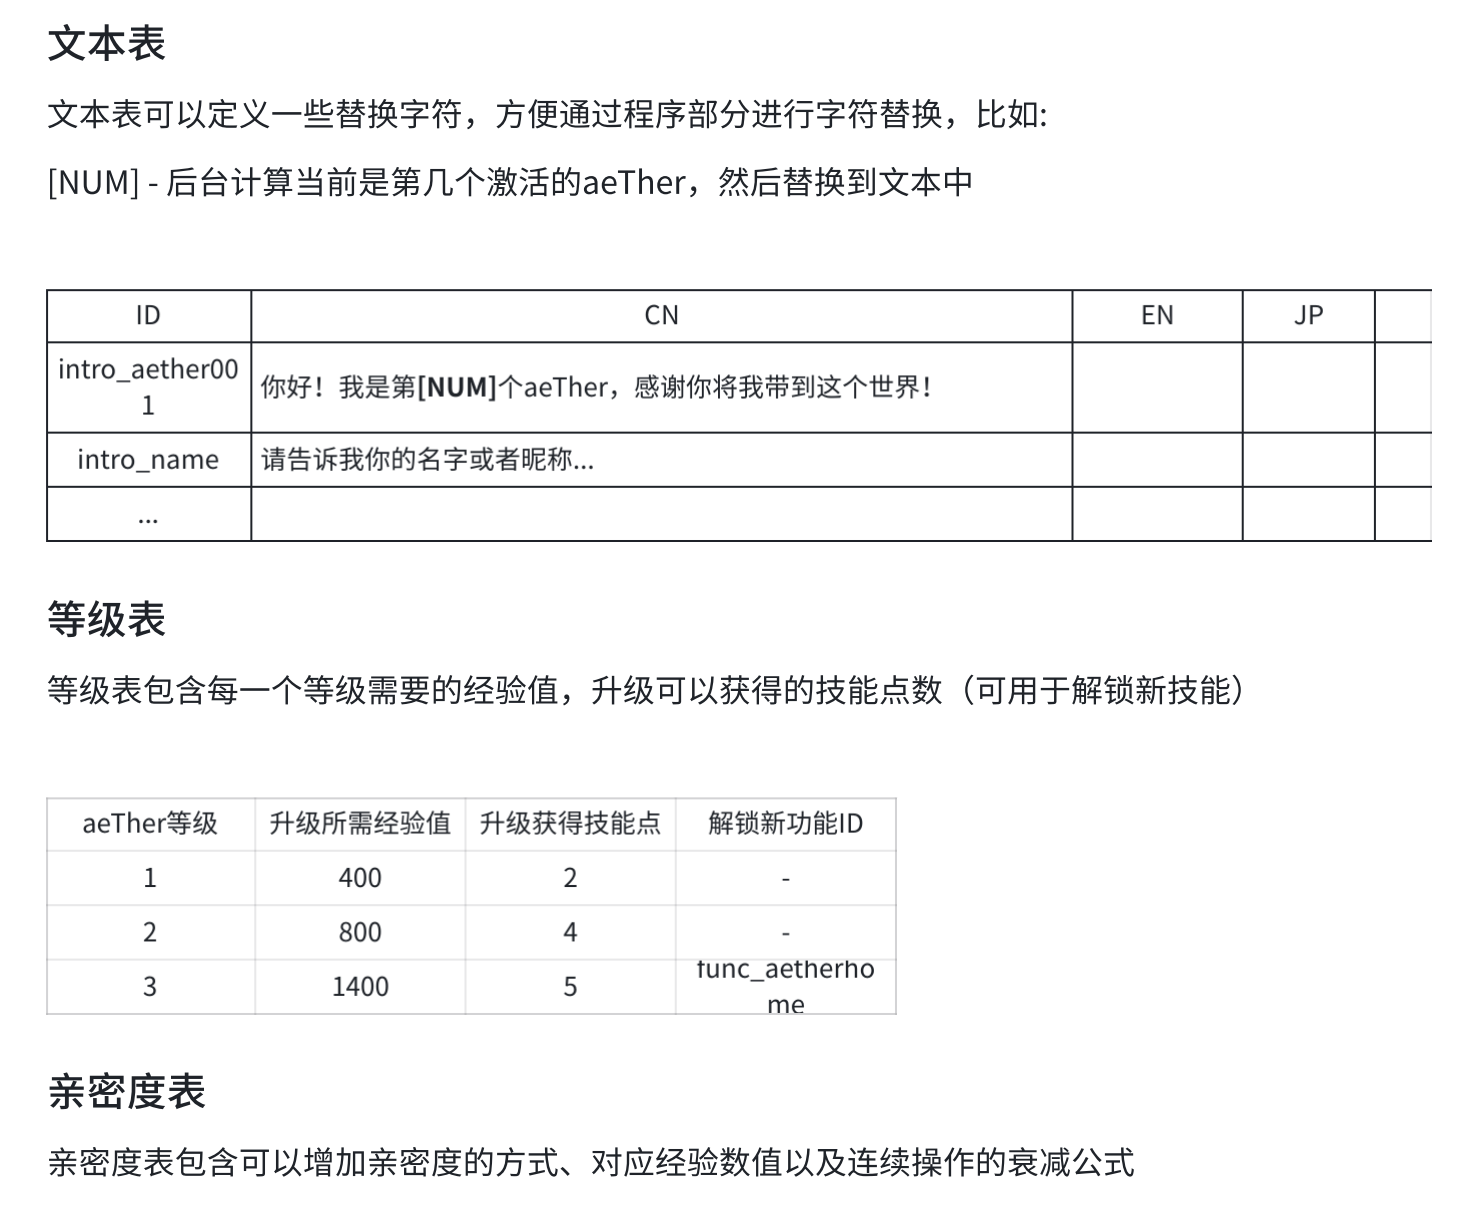 文本表
文本表可以定义一些替换字符，方便通过程序部分进行字符替换，比如:
[NUM] - 后台计算当前是第几个激活的aeTher，然后替换到文本中
ID CN EN JP
intro_aether00
1
你好！我是第[NUM]个aeTher，感谢你将我带到这个世界！
intro_name 请告诉我你的名字或者昵称...
...
等级表
等级表包含每一个等级需要的经验值，升级可以获得的技能点数（可用于解锁新技能）
aeTher等级 升级所需经验值 升级获得技能点 解锁新功能ID
1 400 2 -
2 800 4 -
3 1400 5 func_aetherho
me
亲密度表
亲密度表包含可以增加亲密度的方式、对应经验数值以及连续操作的衰减公式